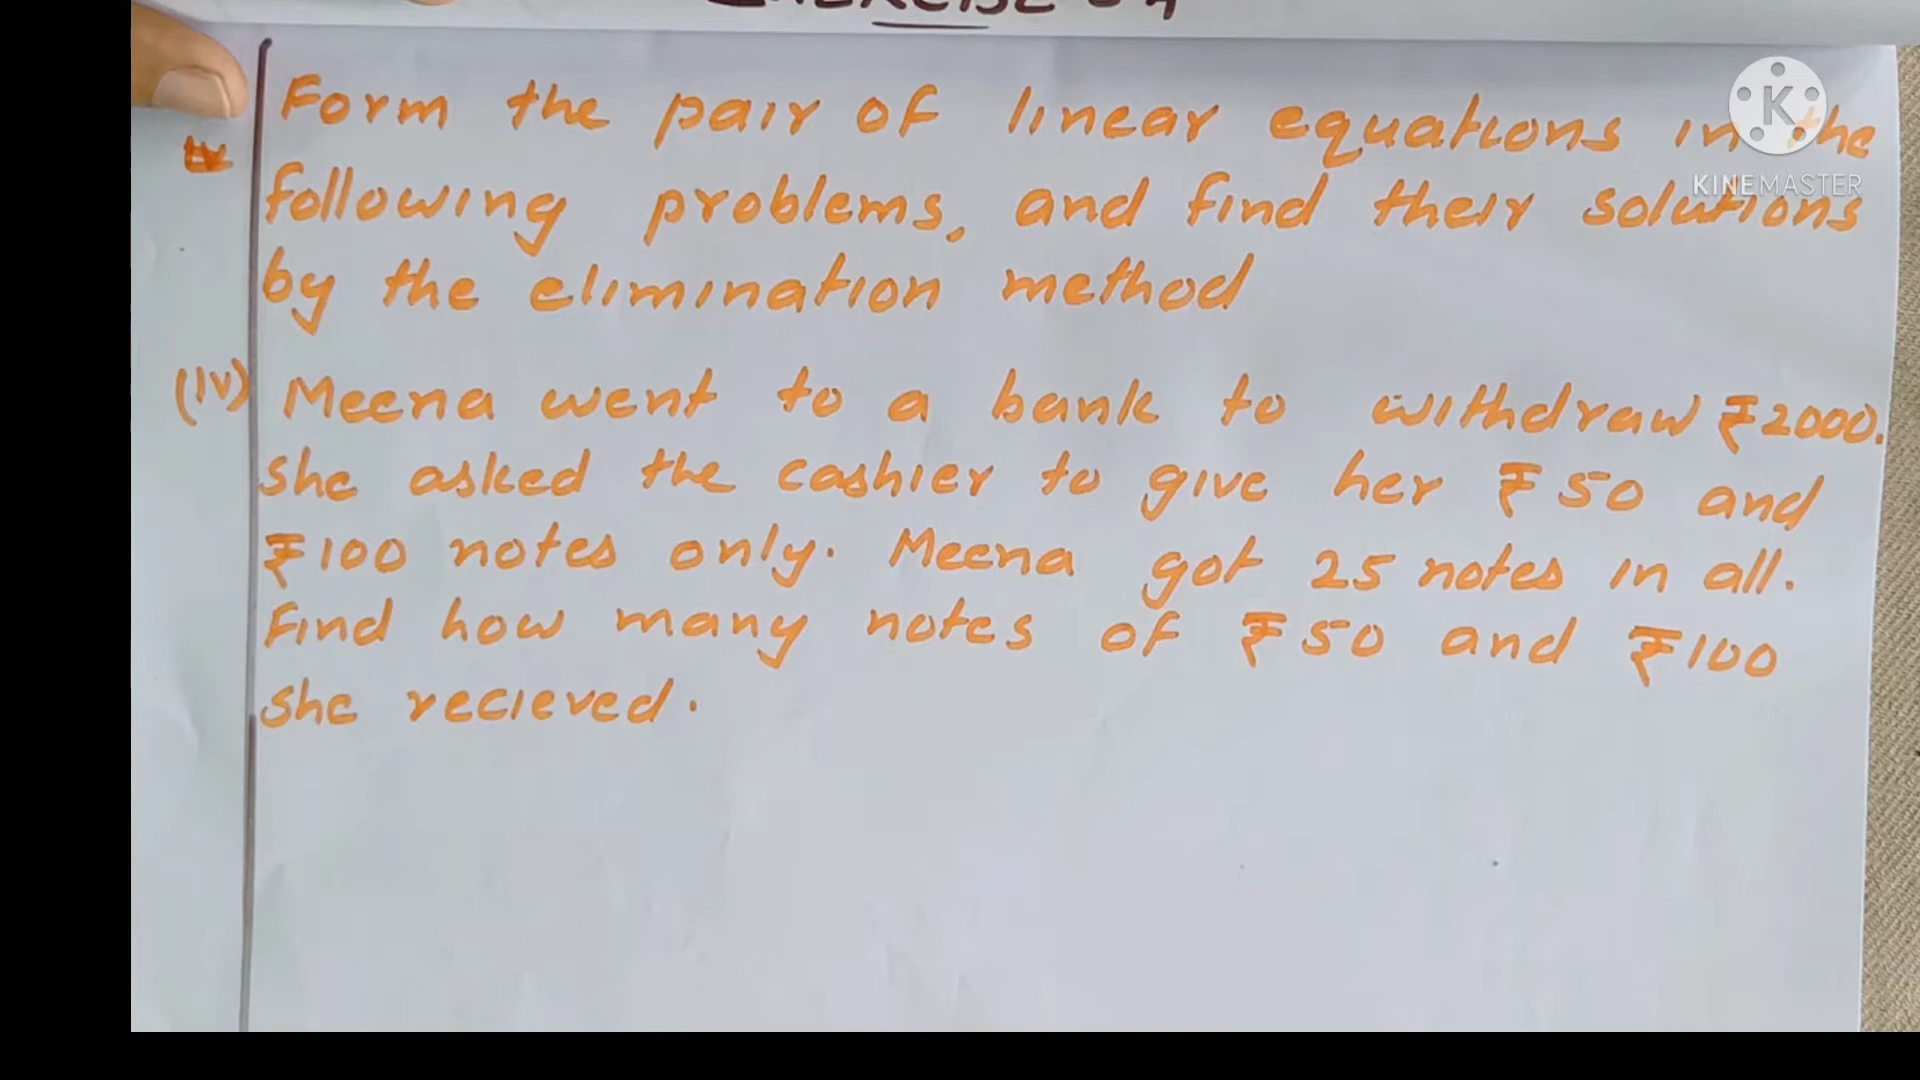 Form the pair of linear equations in the
following problems, and find their solutions
by the elimination method
(iv) Meena went to a bank to withdraw ₹2000.
she asked the cashier to give her ₹50 and
₹100 notes only. Meena got 25 notes in all.
Find how many notes of ₹50 and ₹100
she recieved.
KINEMASTER